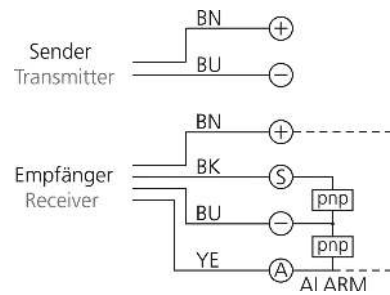 BN
+
Sender
Transmitter
BU
−
BN
+
BK
S
Empfänger
Receiver
pnp
BU
−
pnp
YE
A
ALARM